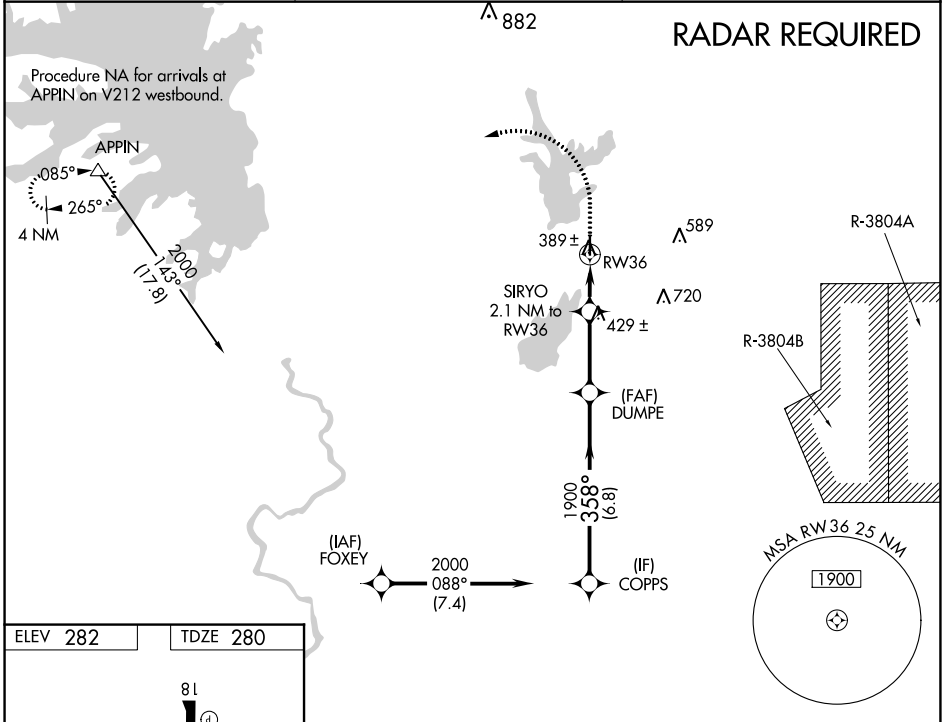 882
RADAR REQUIRED
Procedure NA for arrivals at
APPIN on V212 westbound.
APPIN
085°
265°
4 NM
2000
143°
(17.8)
389 ±
RW36
589
SIRYO
2.1 NM to
RW36
429 ±
720
R-3804A
R-3804B
(FAF)
DUMPE
1900
358°
(6.8)
(IAF)
FOXEY
2000
088°
(7.4)
(IF)
COPPS
MSA RW36 25 NM
1900
ELEV 282
TDZE 280
18
P